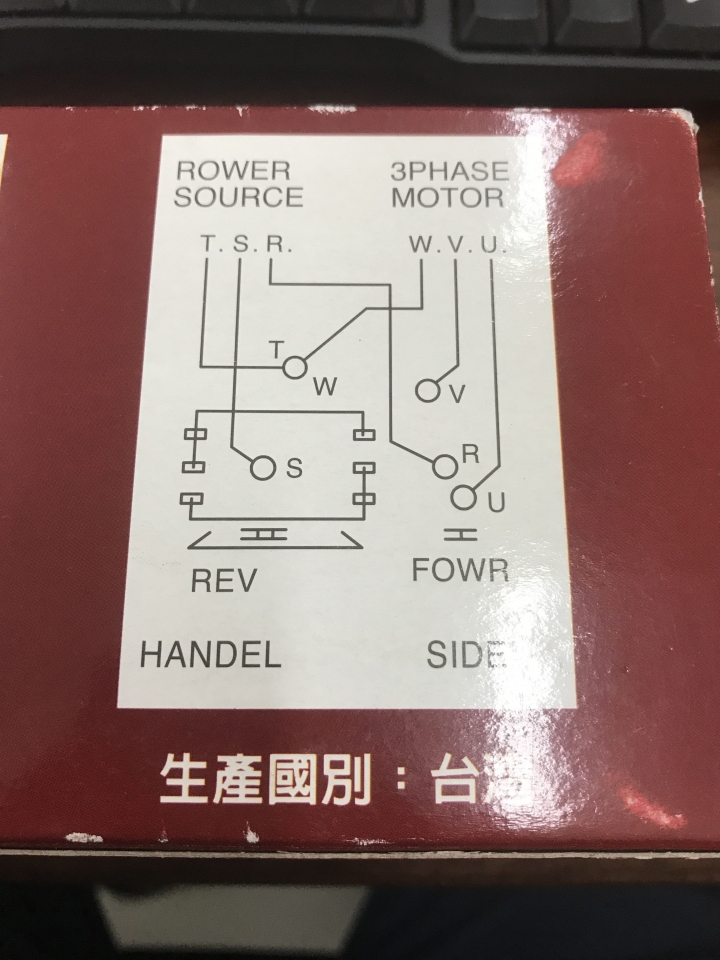 ROWER 3PHASE
SOURCE MOTOR
T. S. R. W. V. U.
T
W
V
R
S
U
REV FOWR
HANDEL SIDE
生產國別：台灣